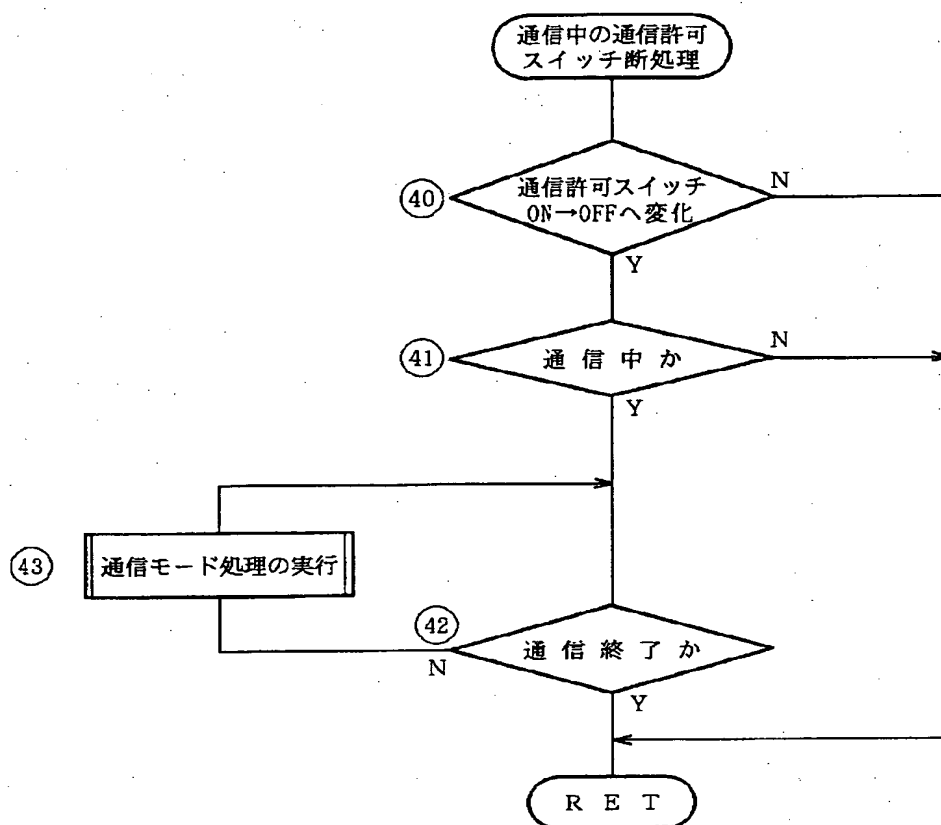 通信中の通信許可
スイッチ断処理
40
通信許可スイッチ
ON→OFFへ変化
N
Y
41
通信中か
N
Y
43
通信モード処理の実行
42
通信終了か
N
Y
RET